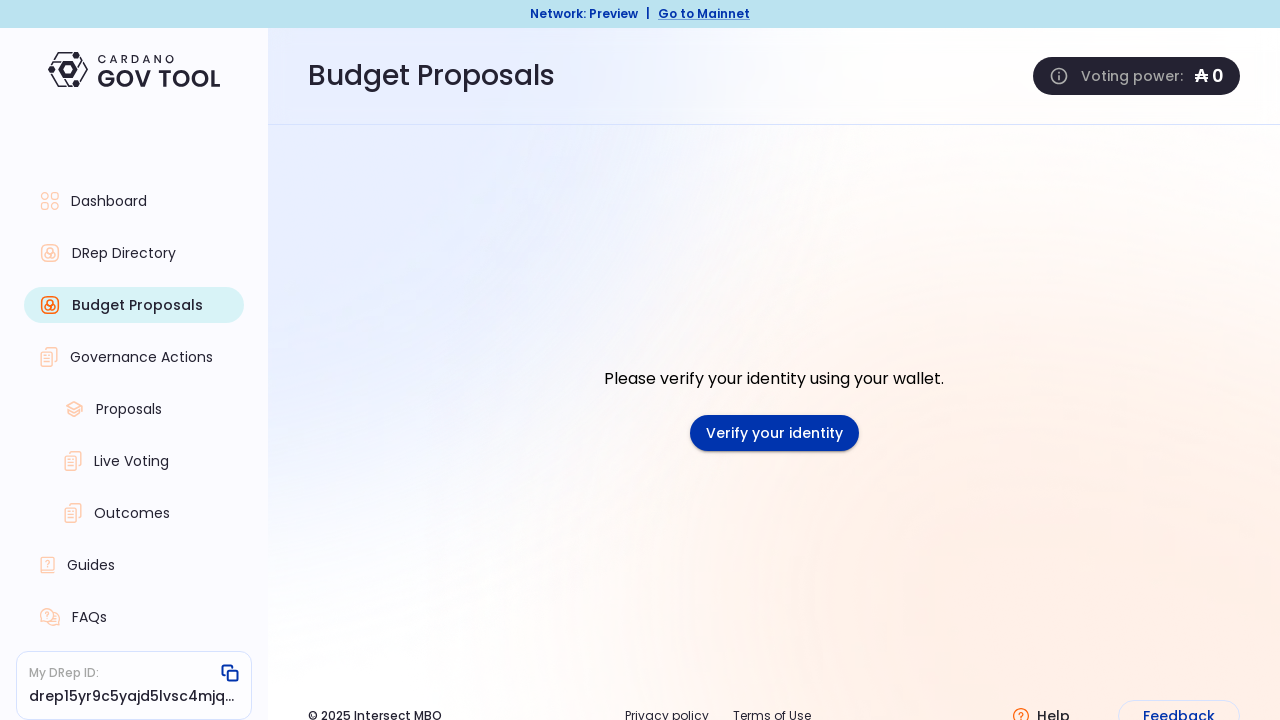 Network: Preview | Go to Mainnet
CARDANO
GOV TOOL
Budget Proposals
Voting power: ₳ 0
Dashboard
DRep Directory
Budget Proposals
Governance Actions
Proposals
Live Voting
Outcomes
Guides
FAQs
My DRep ID:
drep15yr9c5yajd5lvsc4mjq...
Please verify your identity using your wallet.
Verify your identity
© 2025 Intersect MBO
Privacy policy
Terms of Use
Help
Feedback